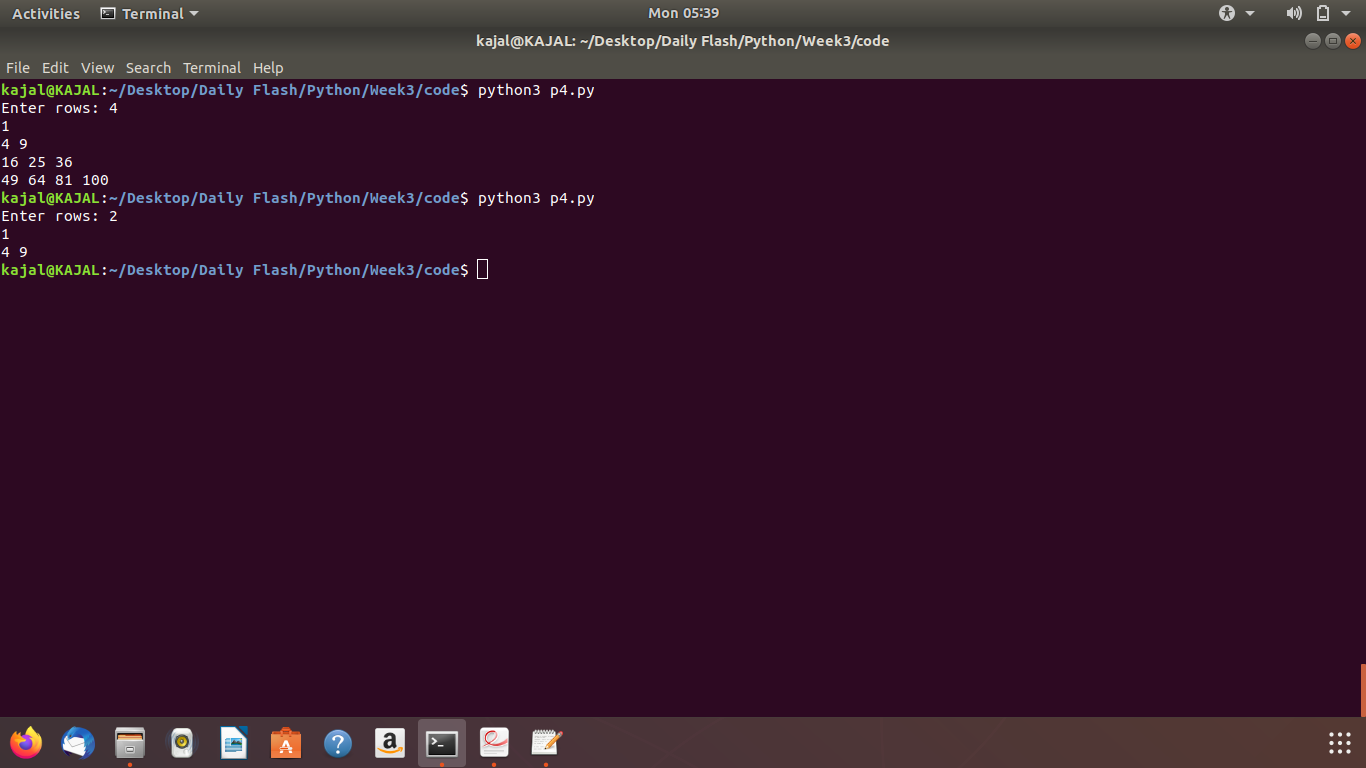 Activities Terminal Mon 05:39
kajal@KAJAL: ~/Desktop/Daily Flash/Python/Week3/code
File Edit View Search Terminal Help
kajal@KAJAL:~/Desktop/Daily Flash/Python/Week3/code$ python3 p4.py
Enter rows: 4
1
4 9
16 25 36
49 64 81 100
kajal@KAJAL:~/Desktop/Daily Flash/Python/Week3/code$ python3 p4.py
Enter rows: 2
1
4 9
kajal@KAJAL:~/Desktop/Daily Flash/Python/Week3/code$